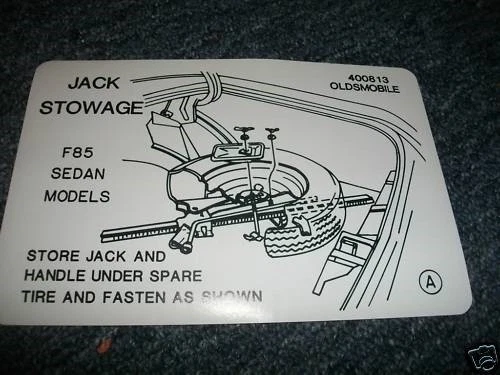 JACK
STOWAGE
400813
OLDSMOBILE
F85
SEDAN
MODELS
STORE JACK AND
HANDLE UNDER SPARE
TIRE AND FASTEN AS SHOWN
A